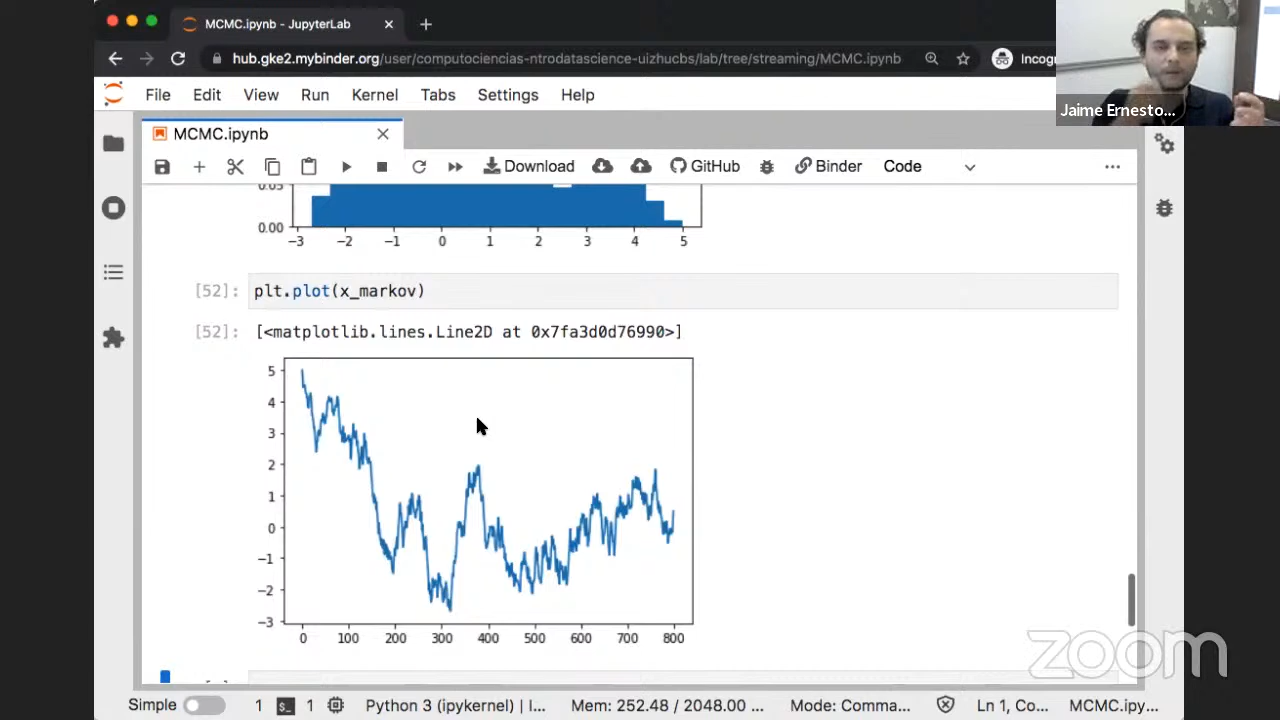 MCMC.ipynb - JupyterLab
hub.gke2.mybinder.org/user/computociencias-ntrodatascience-uizhucbs/lab/tree/streaming/MCMC.ipynb
Incog
Jaime Ernesto...
File Edit View Run Kernel Tabs Settings Help
MCMC.ipynb
Download GitHub Binder Code
0.05
0.00
−3 −2 −1 0 1 2 3 4 5
[52]: plt.plot(x_markov)
[52]: [<matplotlib.lines.Line2D at 0x7fa3d0d76990>]
5
4
3
2
1
0
−1
−2
−3
0 100 200 300 400 500 600 700 800
zoom
Simple 1 $_ 1 Python 3 (ipykernel) | I... Mem: 252.48 / 2048.00 ... Mode: Comma... Ln 1, Co... MCMC.ipy...